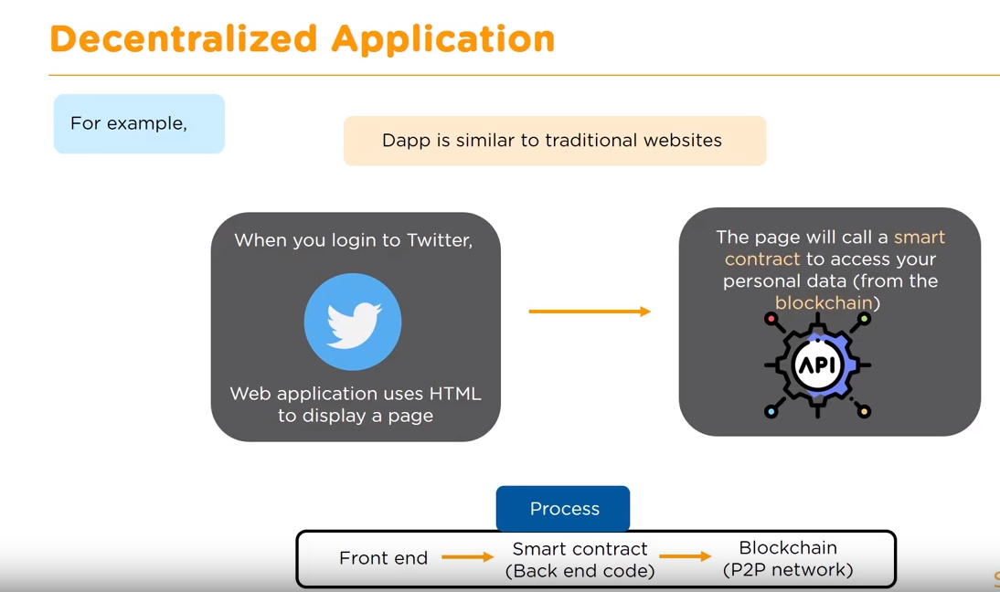 Decentralized Application
For example,
Dapp is similar to traditional websites
When you login to Twitter,
Web application uses HTML
to display a page
The page will call a smart
contract to access your
personal data (from the
blockchain)
API
Process
Front end
Smart contract
(Back end code)
Blockchain
(P2P network)